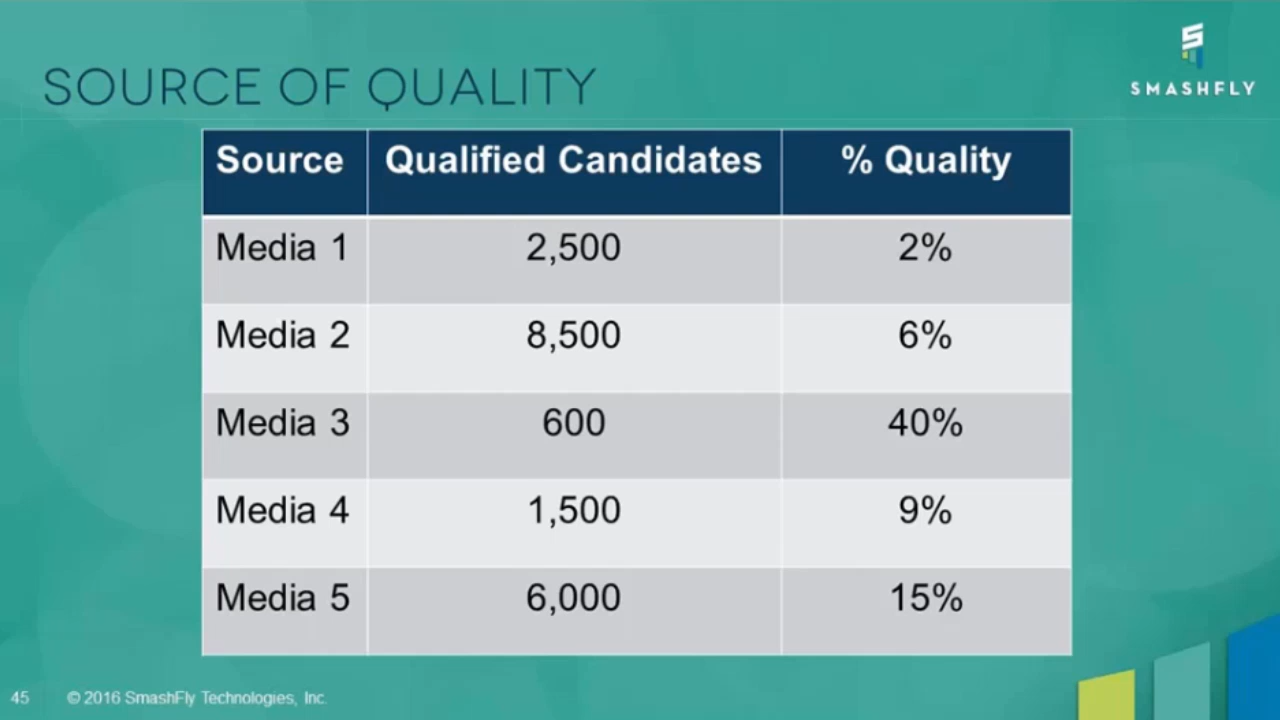 SOURCE OF QUALITY
SMASHFLY
Source Qualified Candidates % Quality
Media 1 2,500 2%
Media 2 8,500 6%
Media 3 600 40%
Media 4 1,500 9%
Media 5 6,000 15%
45 © 2016 SmashFly Technologies, Inc.